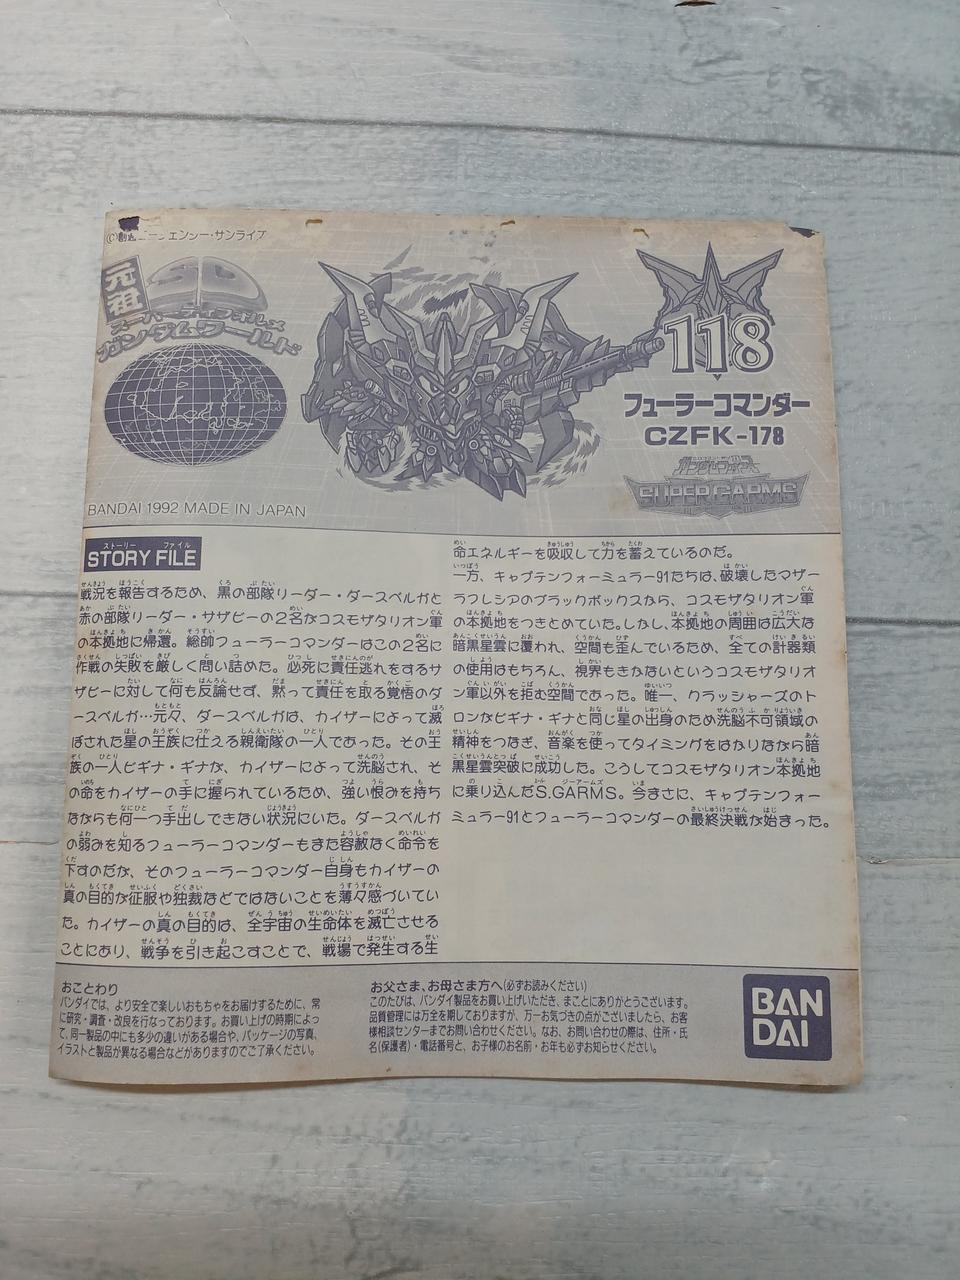 ©創通エージェンシー・サンライズ
元祖
SD
スーパーディフォルメ
ガンダムワールド
118
フューラーコマンダー
CZFK-178
ガンダムフォース
SUPER G ARMS
BANDAI 1992 MADE IN JAPAN
STORY FILE
戦況を報告するため、黒の部隊リーダー・ダースベルガと
赤の部隊リーダー・サザビーの2名がコスモザタリオン軍
の本拠地に帰還。総帥フューラーコマンダーはこの2名に
作戦の失敗を厳しく問い詰めた。必死に責任逃れをするサ
ザビーに対して何も反論せず、黙って責任を取る覚悟のダ
ースベルガ…元々、ダースベルガは、カイザーによって滅
ぼされた星の王族に仕える親衛隊の一人であった。その王
族の一人ビギナ・ギナが、カイザーによって洗脳され、そ
の命をカイザーの手に握られているため、強い恨みを持ち
ながらも何一つ手出しできない状況にいた。ダースベルガ
の弱みを知るフューラーコマンダーもまた容赦なく命令を
下すのだが、そのフューラーコマンダー自身もカイザーの
真の目的が征服や独裁などではないことを薄々感づいてい
た。カイザーの真の目的は、全宇宙の生命体を滅亡させる
ことにあり、戦争を引き起こすことで、戦場で発生する生
命エネルギーを吸収して力を蓄えているのだ。
一方、キャプテンフォーミュラー91たちは、破壊したマザー
ラフレシアのブラックボックスから、コスモザタリオン軍
の本拠地をつきとめていた。しかし、本拠地の周囲は広大な
暗黒星雲に覆われ、空間も歪んでいるため、全ての計器類
の使用はもちろん、視界もきかないというコスモザタリオ
ン軍以外を拒む空間であった。唯一、クラッシャーズのト
ロンがビギナ・ギナと同じ星の出身のため洗脳不可領域の
精神をつなぎ、音楽を使ってタイミングをはかりながら暗
黒星雲突破に成功した。こうしてコスモザタリオン本拠地
に乗り込んだS.GARMS。今まさに、キャプテンフォー
ミュラー91とフューラーコマンダーの最終決戦が始まった。
おことわり
バンダイでは、より安全で楽しいおもちゃをお届けするために、常
に研究・調査・改良を行なっております。お買い上げの時期によっ
て、同一製品の中にも多少の違いがある場合や、パッケージの写真、
イラストと製品が異なる場合などがありますのでご了承ください。
お父さま、お母さま方へ(必ずお読みください)
このたびは、バンダイ製品をお買い上げいただき、まことにありがとうございます。
品質管理には万全を期しておりますが、万一お気づきの点がございましたら、お客
様相談センターまでお問い合わせください。なお、お問い合わせの際は、住所・氏
名(保護者)・電話番号と、お子様のお名前・お年も必ずお知らせください。
BAN
DAI